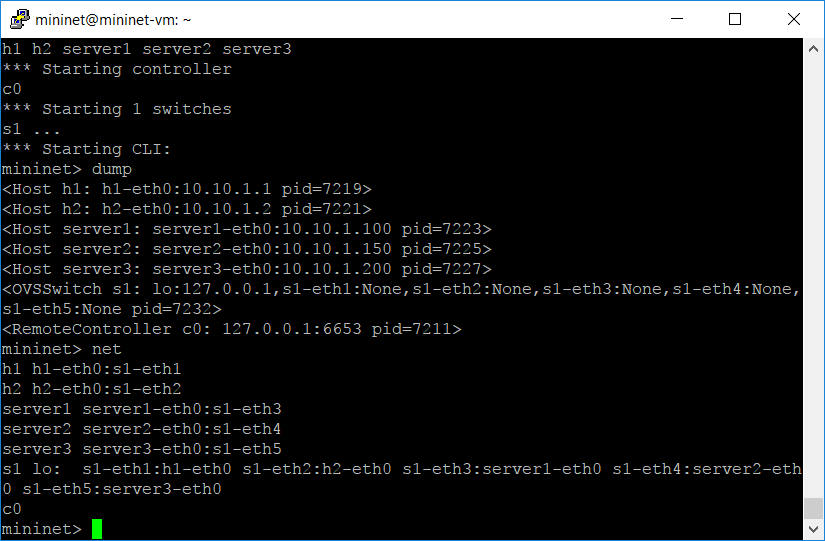 mininet@mininet-vm: ~
h1 h2 server1 server2 server3
*** Starting controller
c0
*** Starting 1 switches
s1 ...
*** Starting CLI:
mininet> dump
<Host h1: h1-eth0:10.10.1.1 pid=7219>
<Host h2: h2-eth0:10.10.1.2 pid=7221>
<Host server1: server1-eth0:10.10.1.100 pid=7223>
<Host server2: server2-eth0:10.10.1.150 pid=7225>
<Host server3: server3-eth0:10.10.1.200 pid=7227>
<OVSSwitch s1: lo:127.0.0.1,s1-eth1:None,s1-eth2:None,s1-eth3:None,s1-eth4:None,
s1-eth5:None pid=7232>
<RemoteController c0: 127.0.0.1:6653 pid=7211>
mininet> net
h1 h1-eth0:s1-eth1
h2 h2-eth0:s1-eth2
server1 server1-eth0:s1-eth3
server2 server2-eth0:s1-eth4
server3 server3-eth0:s1-eth5
s1 lo:  s1-eth1:h1-eth0 s1-eth2:h2-eth0 s1-eth3:server1-eth0 s1-eth4:server2-eth
0 s1-eth5:server3-eth0
c0
mininet>